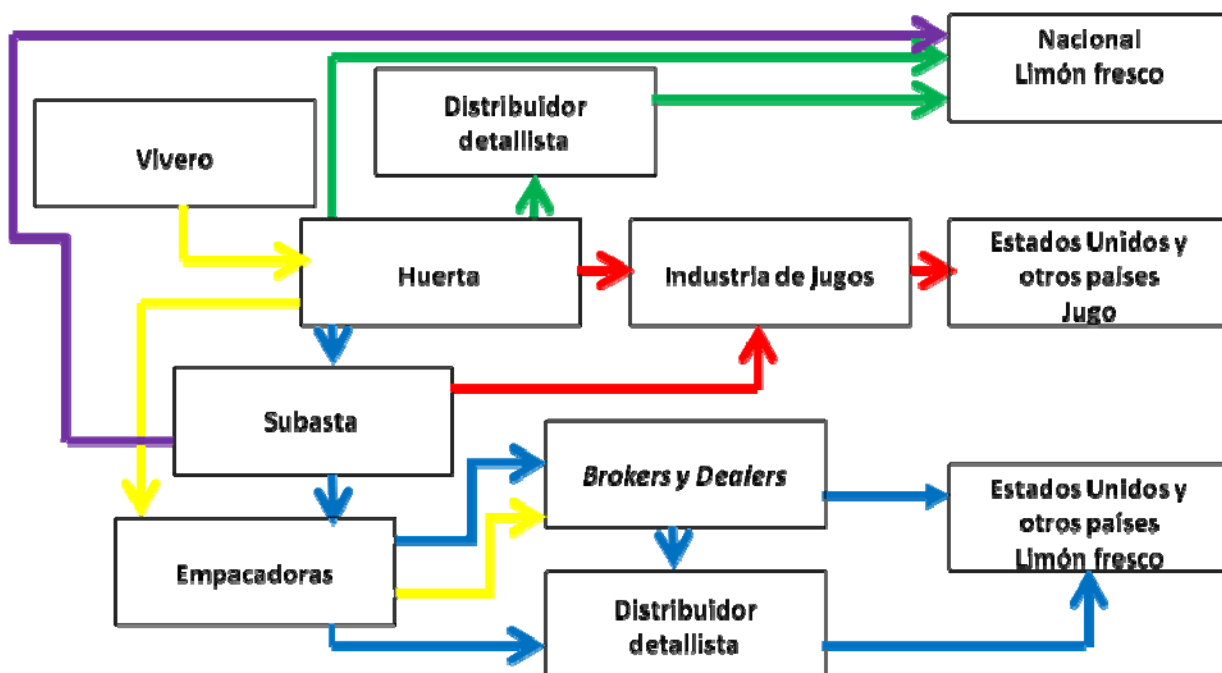 Nacional
Limón fresco
Distribuidor
detallista
Vivero
Huerta
Industria de jugos
Estados Unidos y
otros países
Jugo
Subasta
Brokers y Dealers
Estados Unidos y
otros países
Limón fresco
Empacadoras
Distribuidor
detallista